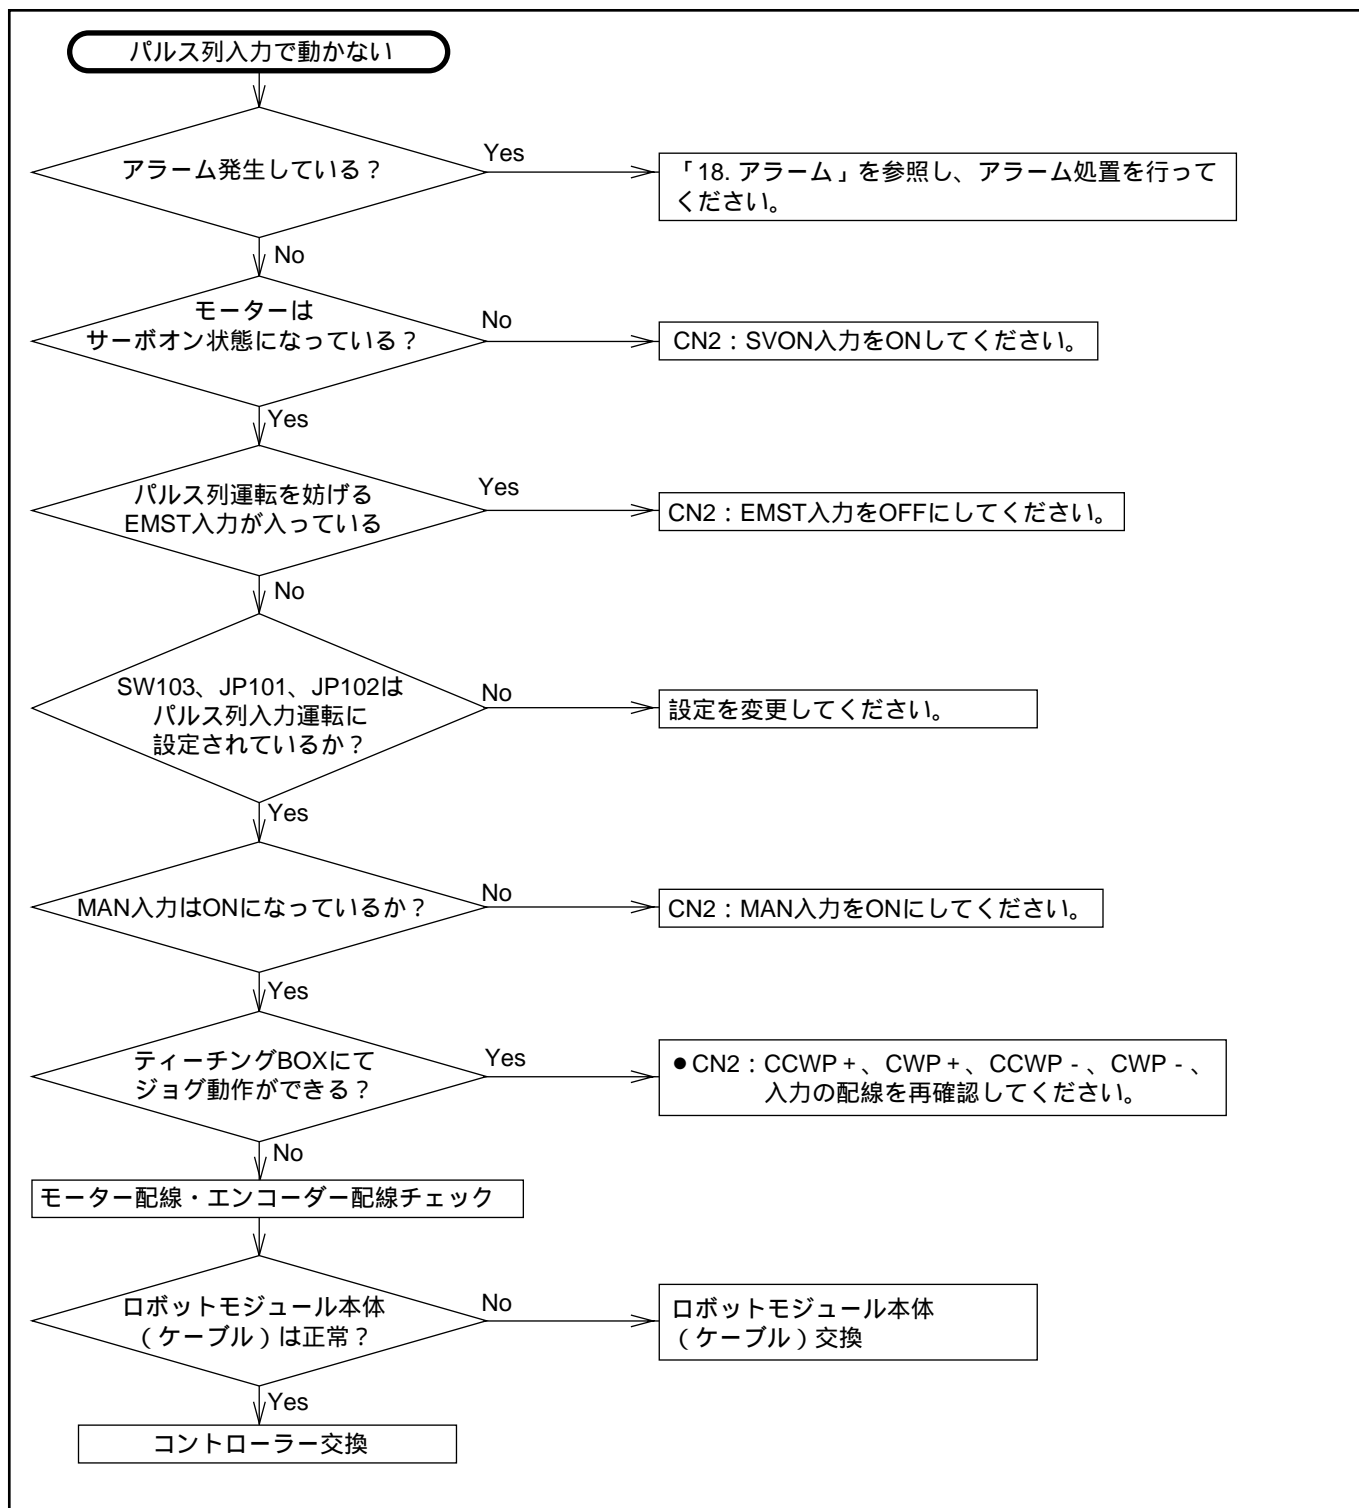 パルス列入力で動かない
アラーム発生している？
Yes
「18. アラーム」を参照し、アラーム処置を行って
ください。
No
モーターは
サーボオン状態になっている？
No
CN2：SVON入力をONしてください。
Yes
パルス列運転を妨げる
EMST入力が入っている
Yes
CN2：EMST入力をOFFにしてください。
No
SW103、JP101、JP102は
パルス列入力運転に
設定されているか？
No
設定を変更してください。
Yes
MAN入力はONになっているか？
No
CN2：MAN入力をONにしてください。
Yes
ティーチングBOXにて
ジョグ動作ができる？
Yes
●CN2：CCWP＋、CWP＋、CCWP－、CWP－、
入力の配線を再確認してください。
No
モーター配線・エンコーダー配線チェック
ロボットモジュール本体
（ケーブル）は正常？
No
ロボットモジュール本体
（ケーブル）交換
Yes
コントローラー交換